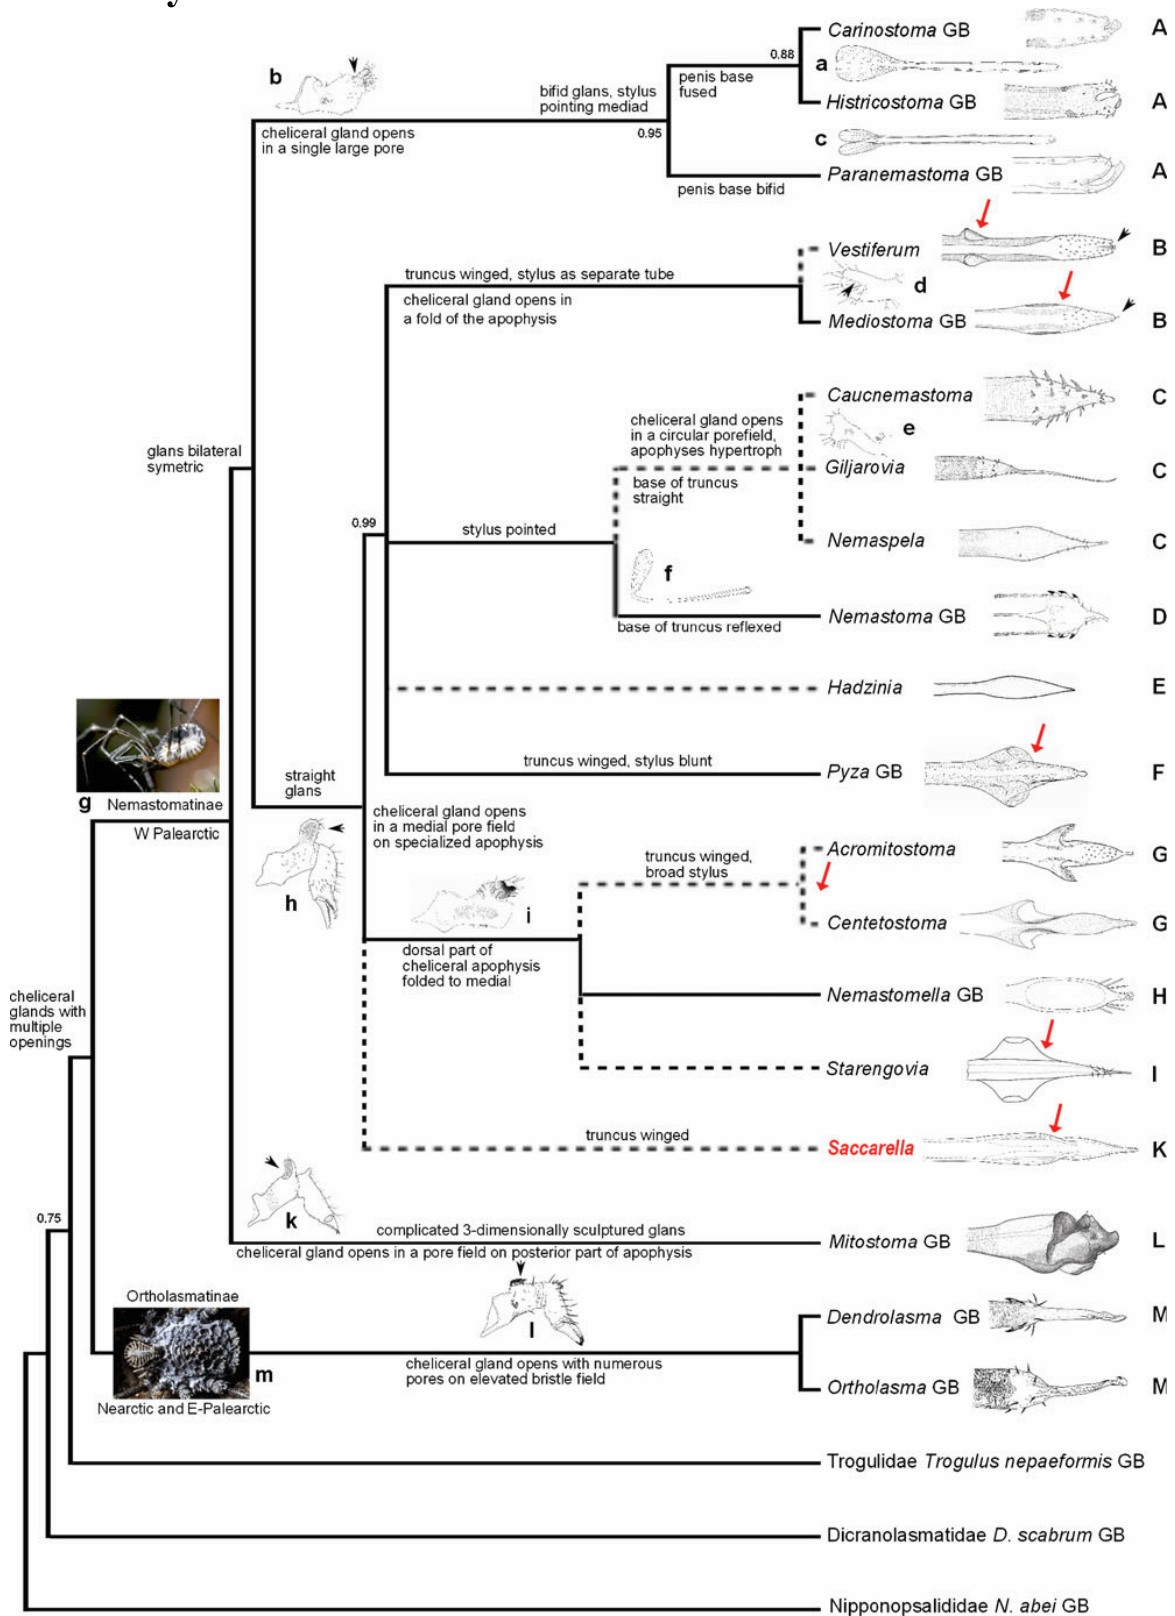 Carinostoma GB
A
0.88
a
b
penis base
fused
bifid glans, stylus
pointing mediad
Histricostoma GB
A
cheliceral gland opens
in a single large pore
0.95
c
Paranemastoma GB
A
penis base bifid
Vestiferum
B
truncus winged, stylus as separate tube
d
cheliceral gland opens in
a fold of the apophysis
Mediostoma GB
B
Caucnemastoma
C
cheliceral gland opens
in a circular porefield,
apophyses hypertroph
e
glans bilateral
symetric
Giljarovia
C
base of truncus
straight
0.99
stylus pointed
Nemaspela
C
f
Nemastoma GB
D
base of truncus reflexed
Hadzinia
E
truncus winged, stylus blunt
Pyza GB
F
straight
glans
g
Nemastomatinae
W Palearctic
cheliceral gland opens
in a medial pore field
on specialized apophysis
Acromitostoma
G
truncus winged,
broad stylus
h
i
Centetostoma
G
dorsal part of
cheliceral apophysis
folded to medial
Nemastomella GB
H
cheliceral
glands with
multiple
openings
Starengovia
I
truncus winged
Saccarella
K
k
0.75
complicated 3-dimensionally sculptured glans
Mitostoma GB
L
cheliceral gland opens in a pore field on posterior part of apophysis
Ortholasmatinae
l
Dendrolasma GB
M
m
cheliceral gland opens with numerous
pores on elevated bristle field
Ortholasma GB
M
Nearctic and E-Palearctic
Trogulidae Trogulus nepaeformis GB
Dicranolasmatidae D. scabrum GB
Nipponopsalididae N. abei GB